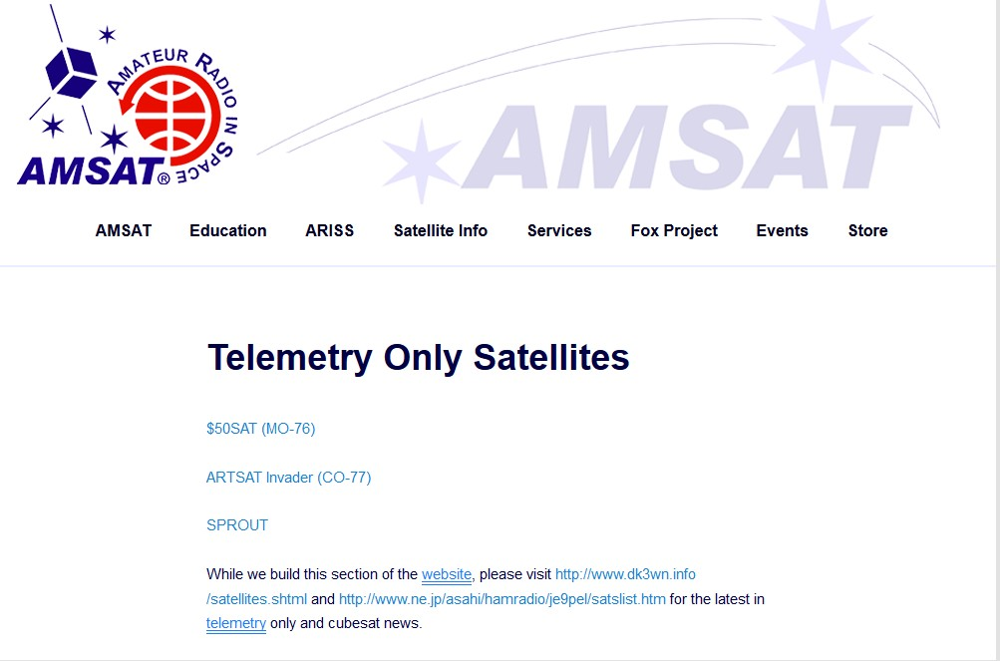 AMATEUR RADIO IN SPACE
AMSAT®
AMSAT
AMSAT Education ARISS Satellite Info Services Fox Project Events Store
Telemetry Only Satellites
$50SAT (MO-76)
ARTSAT Invader (CO-77)
SPROUT
While we build this section of the website, please visit http://www.dk3wn.info
/satellites.shtml and http://www.ne.jp/asahi/hamradio/je9pel/satslist.htm for the latest in
telemetry only and cubesat news.